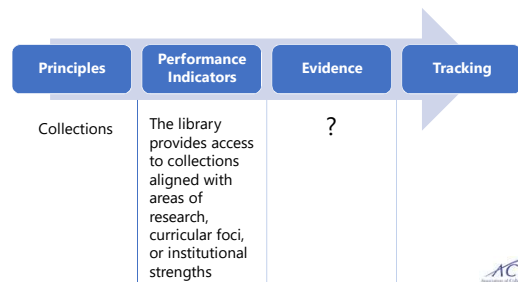 Principles
Performance
Indicators
Evidence
Tracking
Collections
The library
provides access
to collections
aligned with
areas of
research,
curricular foci,
or institutional
strengths
?
AC